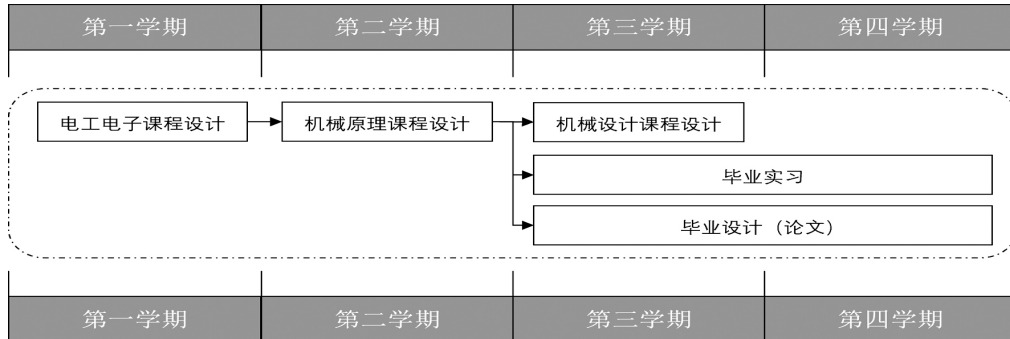 第一学期 第二学期 第三学期 第四学期
电工电子课程设计 机械原理课程设计 机械设计课程设计
毕业实习
毕业设计（论文）
第一学期 第二学期 第三学期 第四学期